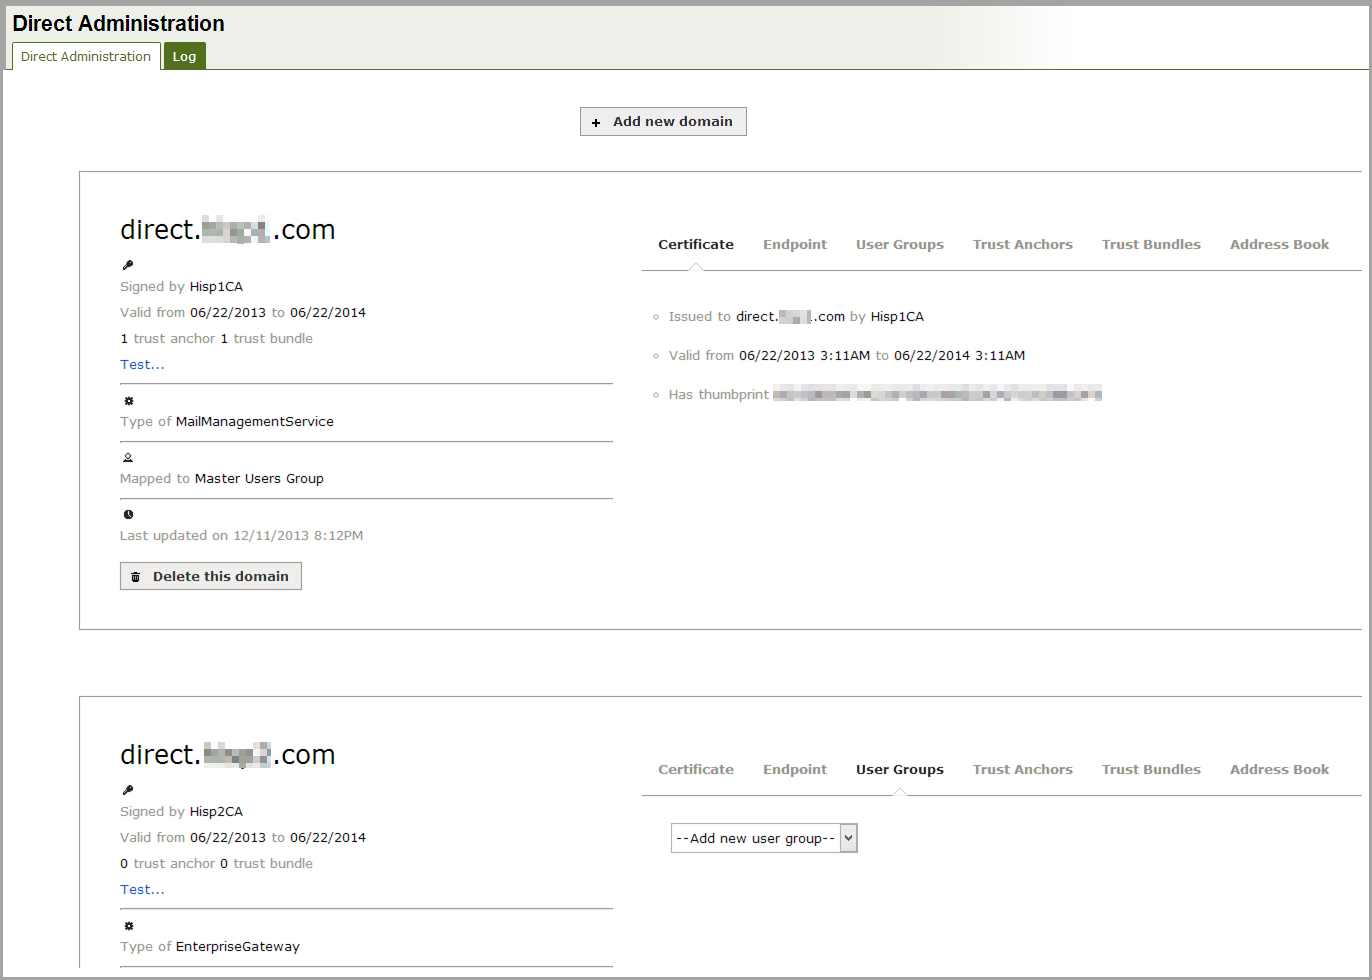 Direct Administration
Direct Administration Log
+ Add new domain
direct. .com
Signed by Hisp1CA
Valid from 06/22/2013 to 06/22/2014
1 trust anchor 1 trust bundle
Test...
Type of MailManagementService
Mapped to Master Users Group
Last updated on 12/11/2013 8:12PM
Delete this domain
Certificate Endpoint User Groups Trust Anchors Trust Bundles Address Book
Issued to direct. .com by Hisp1CA
Valid from 06/22/2013 3:11AM to 06/22/2014 3:11AM
Has thumbprint
direct. .com
Signed by Hisp2CA
Valid from 06/22/2013 to 06/22/2014
0 trust anchor 0 trust bundle
Test...
Type of EnterpriseGateway
Certificate Endpoint User Groups Trust Anchors Trust Bundles Address Book
--Add new user group--